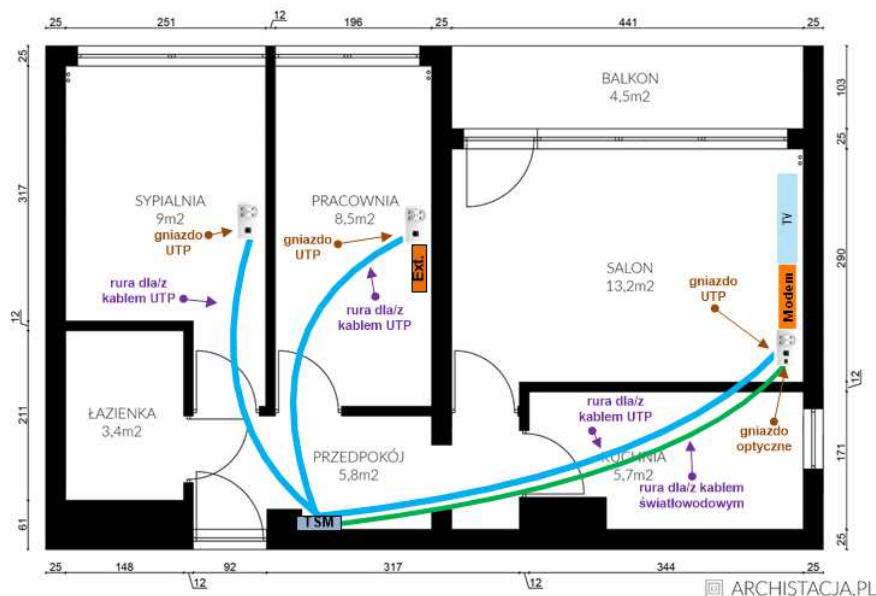 25
251
12
196
25
441
25
25
317
12
211
61
103
25
290
12
171
25
BALKON
4,5m2
SYPIALNIA
9m2
gniazdo
UTP
PRACOWNIA
8,5m2
gniazdo
UTP
Ext.
TV
Modem
SALON
13,2m2
gniazdo
UTP
rura dla/z
kablem UTP
rura dla/z
kablem UTP
ŁAZIENKA
3,4m2
PRZEDPOKÓJ
5,8m2
rura dla/z
kablem UTP
gniazdo
optyczne
KUCHNIA
5,7m2
rura dla/z kablem
światłowodowym
TSM
25
148
12
92
317
12
344
25
ARCHISTACJA.PL